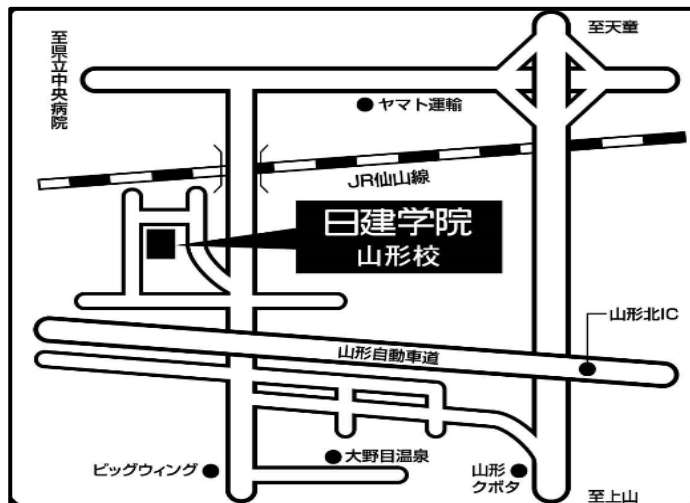 至天童
至県立中央病院
ヤマト運輸
JR仙山線
日建学院
山形校
山形北IC
山形自動車道
大野目温泉
ビッグウィング
山形
クボタ
至上山